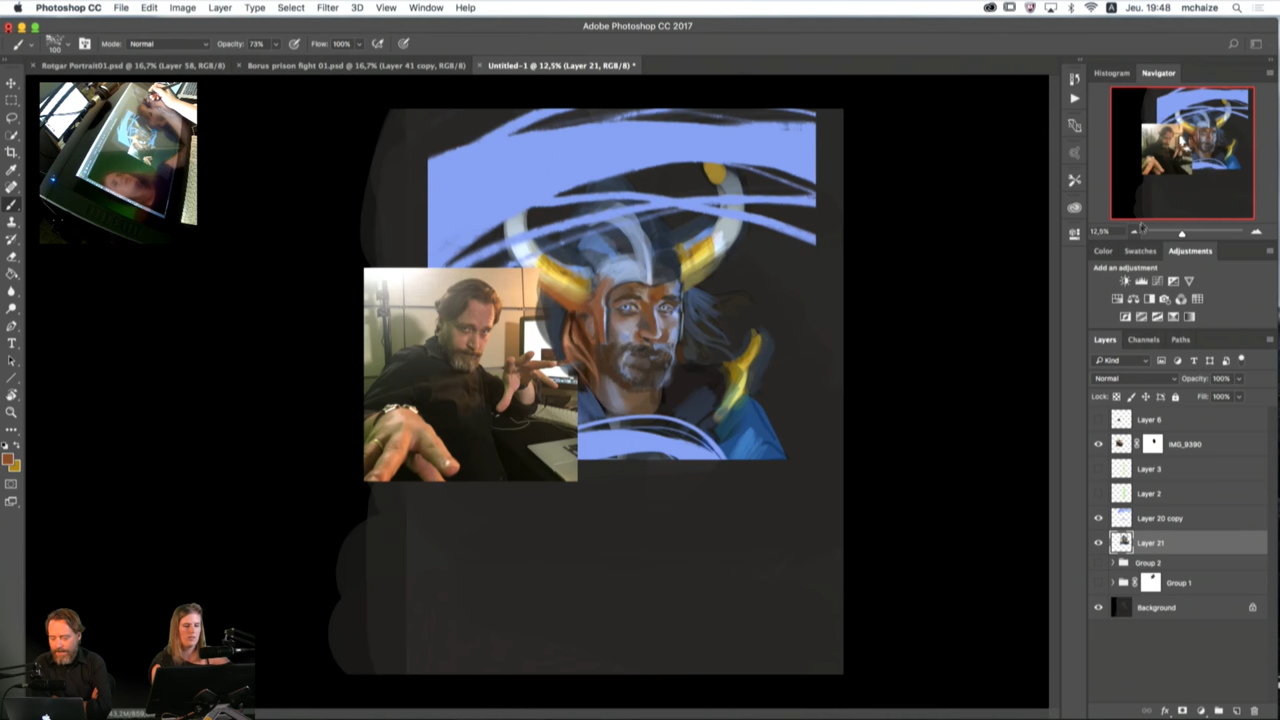 Photoshop CC File Edit Image Layer Type Select Filter 3D View Window Help Jeu. 19:48 mchaize
Adobe Photoshop CC 2017
100 Mode: Normal Opacity: 73% Flow: 100%
Rotgar Portrait01.psd @ 16,7% (Layer 58, RGB/8) Borus prison fight 01.psd @ 16,7% (Layer 41 copy, RGB/8) Untitled-1 @ 12,5% (Layer 21, RGB/8) *
Histogram Navigator
12,5%
Color Swatches Adjustments
Add an adjustment
Layers Channels Paths
Kind
Normal Opacity: 100%
Lock: Fill: 100%
Layer 6
IMG_9390
Layer 3
Layer 2
Layer 20 copy
Layer 21
Group 2
Group 1
Background